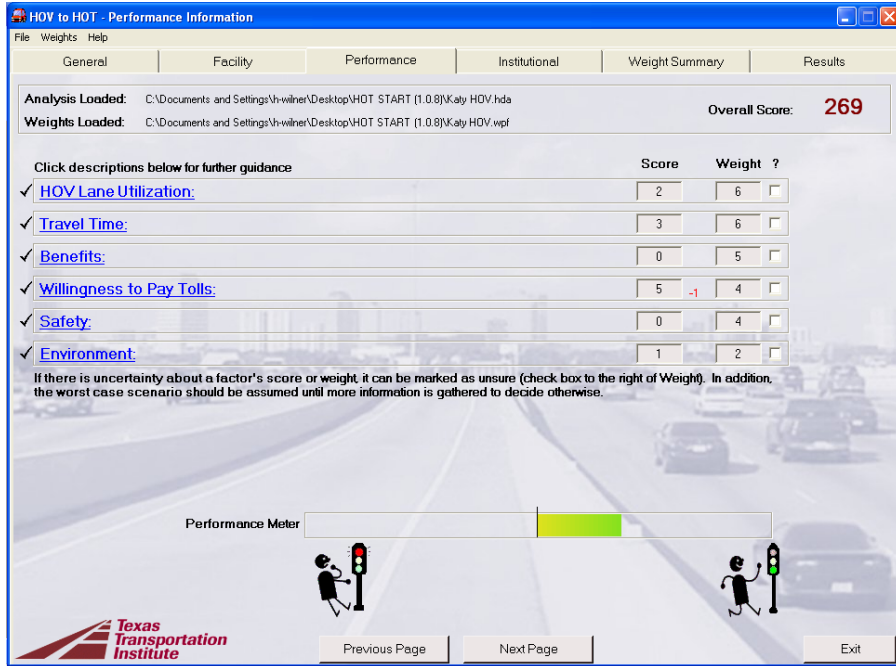 HOV to HOT - Performance Information
File Weights Help
General Facility Performance Institutional Weight Summary Results
Analysis Loaded: C:\Documents and Settings\h-wilner\Desktop\HOT START (1.0.8)\Katy HOV.hda
Overall Score: 269
Weights Loaded: C:\Documents and Settings\h-wilner\Desktop\HOT START (1.0.8)\Katy HOV.wpf
Click descriptions below for further guidance Score Weight ?
HOV Lane Utilization: 2 6
Travel Time: 3 6
Benefits: 0 5
Willingness to Pay Tolls: 5 -1 4
Safety: 0 4
Environment: 1 2
If there is uncertainty about a factor's score or weight, it can be marked as unsure (check box to the right of Weight). In addition,
the worst case scenario should be assumed until more information is gathered to decide otherwise.
Performance Meter
Texas
Transportation
Institute
Previous Page Next Page Exit